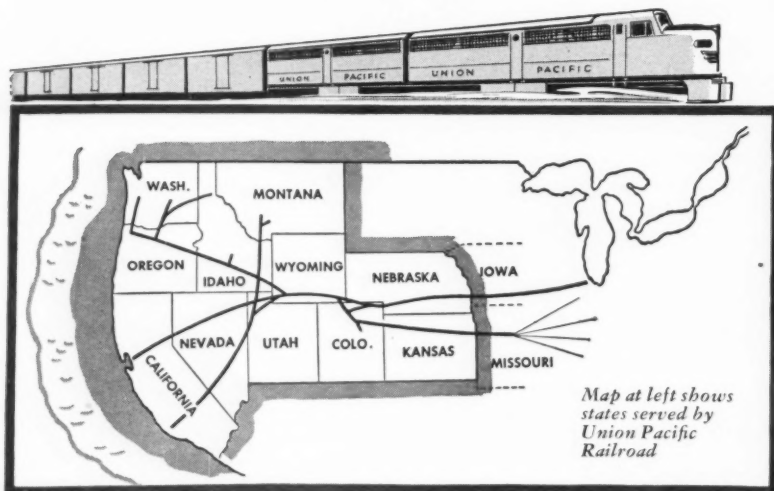 UNION PACIFIC UNION PACIFIC
WASH.
MONTANA
OREGON
IDAHO
WYOMING
NEBRASKA
IOWA
NEVADA
UTAH
COLO.
KANSAS
MISSOURI
CALIFORNIA
Map at left shows
states served by
Union Pacific
Railroad